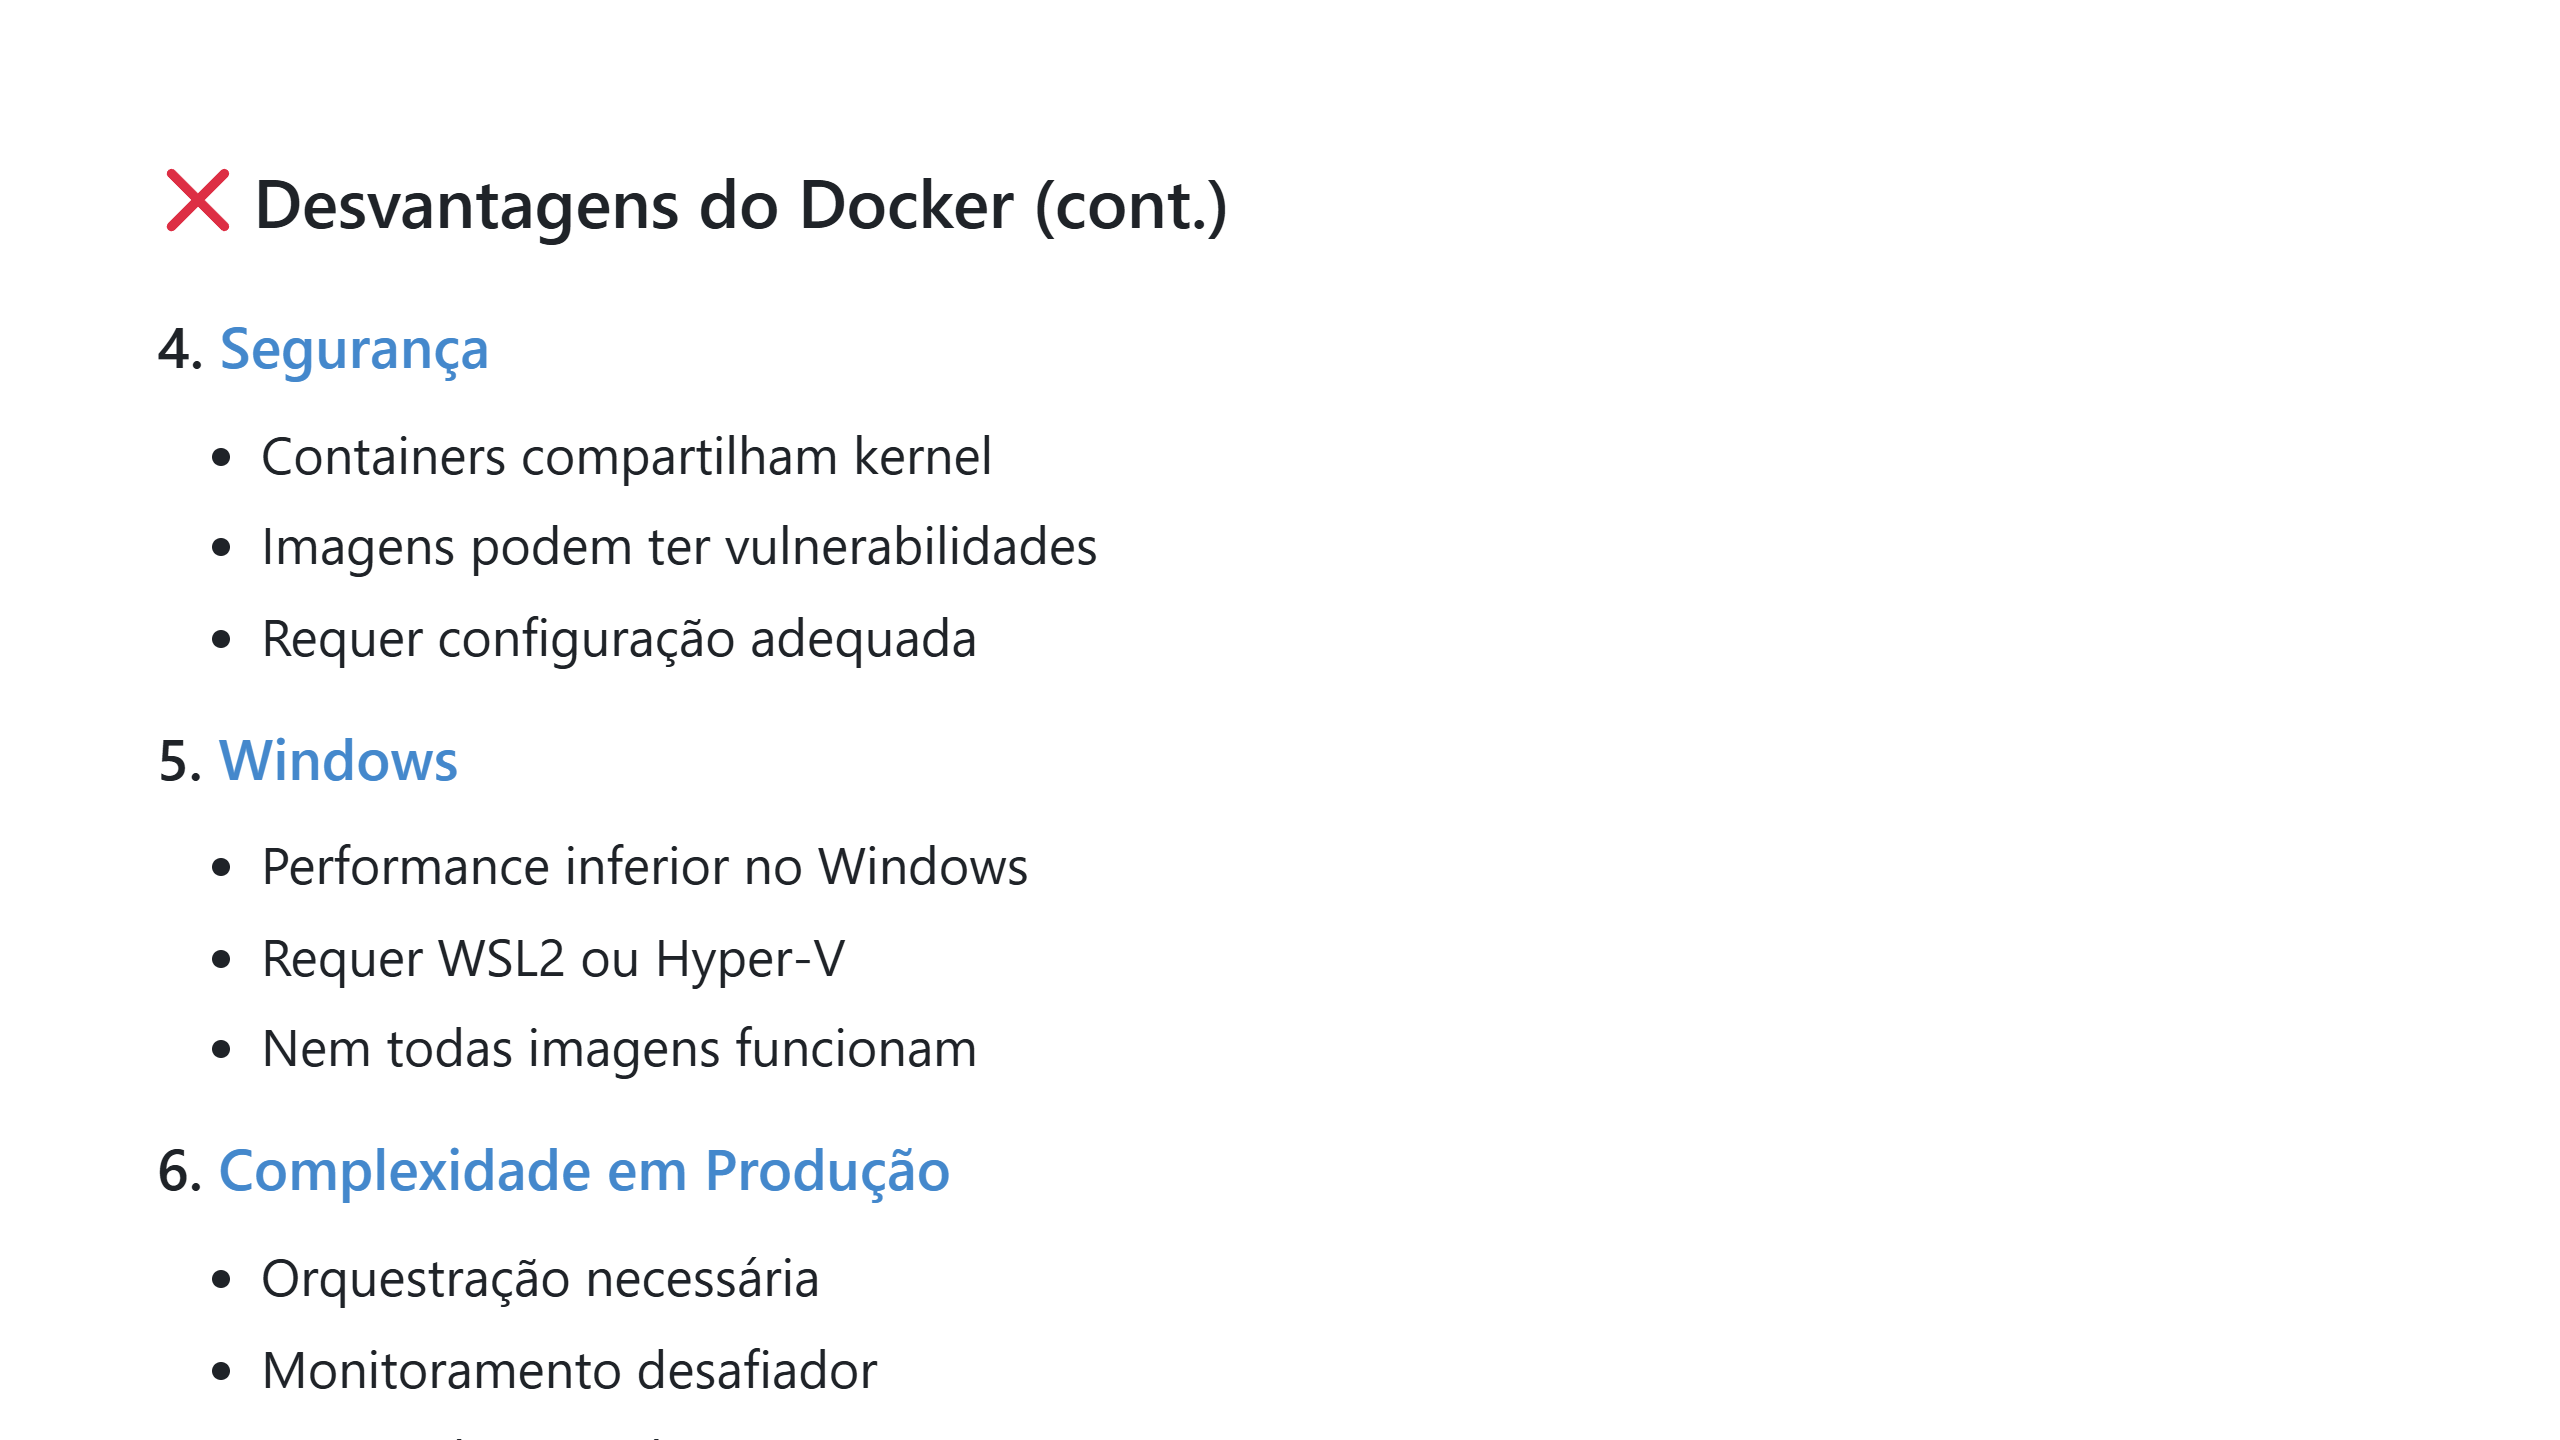 ❌ Desvantagens do Docker (cont.)
4. Segurança
• Containers compartilham kernel
• Imagens podem ter vulnerabilidades
• Requer configuração adequada
5. Windows
• Performance inferior no Windows
• Requer WSL2 ou Hyper-V
• Nem todas imagens funcionam
6. Complexidade em Produção
• Orquestração necessária
• Monitoramento desafiador